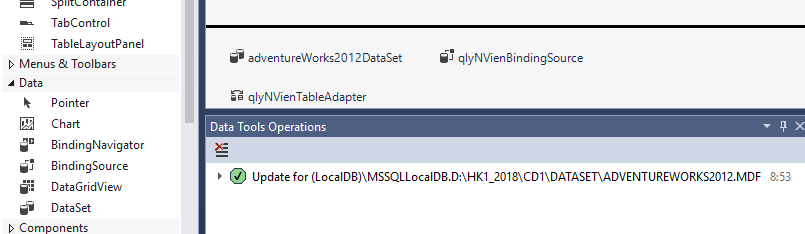 SplitContainer
TabControl
TableLayoutPanel
Menus & Toolbars
Data
Pointer
Chart
BindingNavigator
BindingSource
DataGridView
DataSet
Components
adventureWorks2012DataSet
qlyNVienBindingSource
qlyNVienTableAdapter
Data Tools Operations
Update for (LocalDB)\MSSQLLocalDB.D:\HK1_2018\CD1\DATASET\ADVENTUREWORKS2012.MDF 8:53